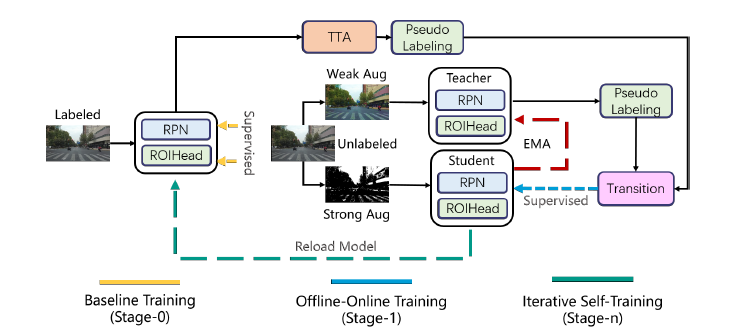 TTA
Pseudo
Labeling
Weak Aug
Teacher
RPN
ROIHead
Pseudo
Labeling
Labeled
RPN
ROIHead
Supervised
Unlabeled
EMA
Student
RPN
ROIHead
Strong Aug
Supervised
Transition
Reload Model
Baseline Training
(Stage-0)
Offline-Online Training
(Stage-1)
Iterative Self-Training
(Stage-n)